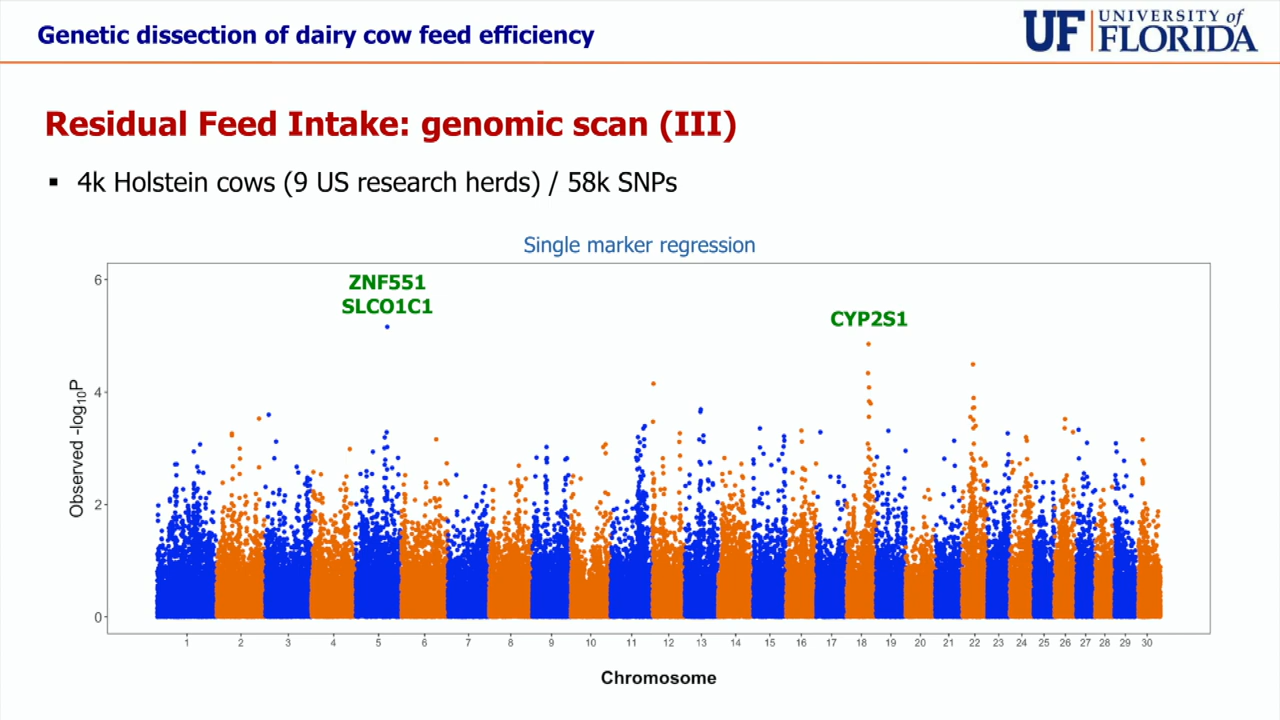 Genetic dissection of dairy cow feed efficiency
UF UNIVERSITY of
FLORIDA
Residual Feed Intake: genomic scan (III)
▪ 4k Holstein cows (9 US research herds) / 58k SNPs
Single marker regression
ZNF551
SLCO1C1
CYP2S1
6
4
2
0
Observed -log10P
1 2 3 4 5 6 7 8 9 10 11 12 13 14 15 16 17 18 19 20 21 22 23 24 25 26 27 28 29 30
Chromosome